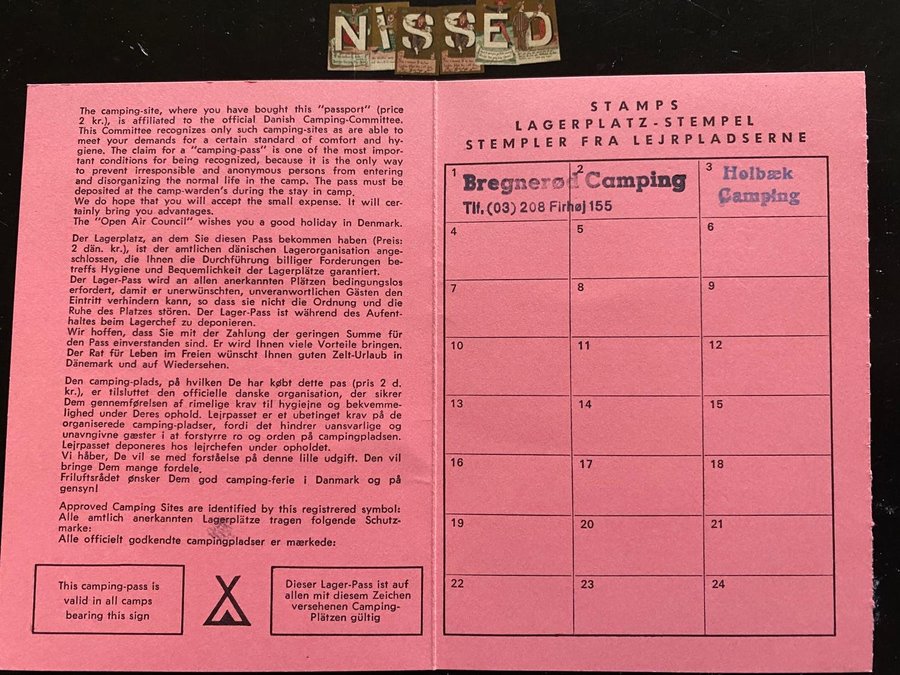 NiSSED
The camping-site, where you have bought this "passport" (price
2 kr.), is affiliated to the official Danish Camping-Committee.
This Committee recognizes only such camping-sites as are able to
meet your demands for a certain standard of comfort and hy-
giene. The claim for a "camping-pass" is one of the most impor-
tant conditions for being recognized, because it is the only way
to prevent irresponsible and anonymous persons from entering
and disorganizing the normal life in the camp. The pass must be
deposited at the camp-warden's during the stay in camp.
We do hope that you will accept the small expense. It will cer-
tainly bring you advantages.
The "Open Air Council" wishes you a good holiday in Denmark.
Der Lagerplatz, an dem Sie diesen Pass bekommen haben (Preis:
2 dän. kr.), ist der amtlichen dänischen Lagerorganisation ange-
schlossen, die Ihnen die Durchführung billiger Forderungen be-
treffs Hygiene und Bequemlichkeit der Lagerplätze garantiert.
Der Lager-Pass wird an allen anerkannten Plätzen bedingungslos
erfordert, damit er unerwünschten, unverantwortlichen Gästen den
Eintritt verhindern kann, so dass sie nicht die Ordnung und die
Ruhe des Platzes stören. Der Lager-Pass ist während des Aufent-
haltes beim Lagerchef zu deponieren.
Wir hoffen, dass Sie mit der Zahlung der geringen Summe für
den Pass einverstanden sind. Er wird Ihnen viele Vorteile bringen.
Der Rat für Leben im Freien wünscht Ihnen guten Zelt-Urlaub in
Dänemark und auf Wiedersehen.
Den camping-plads, på hvilken De har købt dette pas (pris 2 d.
kr.), er tilsluttet den officielle danske organisation, der sikrer
Dem gennemførelsen af rimelige krav til hygiejne og bekvemme-
lighed under Deres ophold. Lejrpasset er et ubetinget krav på de
organiserede camping-pladser, fordi det hindrer uansvarlige og
unavngivne gæster i at forstyrre ro og orden på campingpladsen.
Lejrpasset deponeres hos lejrchefen under opholdet.
Vi håber, De vil se med forståelse på denne lille udgift. Den vil
bringe Dem mange fordele.
Friluftsrådet ønsker Dem god camping-ferie i Danmark og på
gensyn!
Approved Camping Sites are identified by this registrered symbol:
Alle amtlich anerkannten Lagerplätze tragen folgende Schutz-
marke:
Alle officielt godkendte campingpladser er mærkede:
This camping-pass is
valid in all camps
bearing this sign
Dieser Lager-Pass ist auf
allen mit diesem Zeichen
versehenen Camping-
Plätzen gültig
STAMPS
LAGERPLATZ-STEMPEL
STEMPLER FRA LEJRPLADSERNE
1 2 3
Bregnerød Camping
Tlf. (03) 208 Firhøj 155
Holbæk
Camping
4 5 6
7 8 9
10 11 12
13 14 15
16 17 18
19 20 21
22 23 24